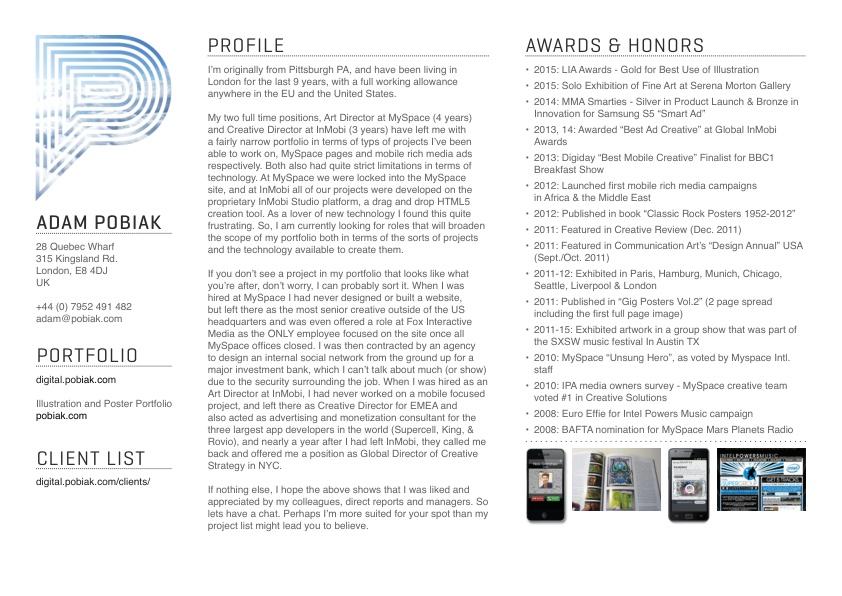 ADAM POBIAK
28 Quebec Wharf
315 Kingsland Rd.
London, E8 4DJ
UK
+44 (0) 7952 491 482
adam@pobiak.com
PORTFOLIO
digital.pobiak.com
Illustration and Poster Portfolio
pobiak.com
CLIENT LIST
digital.pobiak.com/clients/
PROFILE
I'm originally from Pittsburgh PA, and have been living in
London for the last 9 years, with a full working allowance
anywhere in the EU and the United States.
My two full time positions, Art Director at MySpace (4 years)
and Creative Director at InMobi (3 years) have left me with
a fairly narrow portfolio in terms of typs of projects I've been
able to work on, MySpace pages and mobile rich media ads
respectively. Both also had quite strict limitations in terms of
technology. At MySpace we were locked into the MySpace
site, and at InMobi all of our projects were developed on the
proprietary InMobi Studio platform, a drag and drop HTML5
creation tool. As a lover of new technology I found this quite
frustrating. So, I am currently looking for roles that will broaden
the scope of my portfolio both in terms of the sorts of projects
and the technology available to create them.
If you don't see a project in my portfolio that looks like what
you're after, don't worry, I can probably sort it. When I was
hired at MySpace I had never designed or built a website,
but left there as the most senior creative outside of the US
headquarters and was even offered a role at Fox Interactive
Media as the ONLY employee focused on the site once all
MySpace offices closed. I was then contracted by an agency
to design an internal social network from the ground up for a
major investment bank, which I can't talk about much (or show)
due to the security surrounding the job. When I was hired as an
Art Director at InMobi, I had never worked on a mobile focused
project, and left there as Creative Director for EMEA and
also acted as advertising and monetization consultant for the
three largest app developers in the world (Supercell, King, &
Rovio), and nearly a year after I had left InMobi, they called me
back and offered me a position as Global Director of Creative
Strategy in NYC.
If nothing else, I hope the above shows that I was liked and
appreciated by my colleagues, direct reports and managers. So
lets have a chat. Perhaps I'm more suited for your spot than my
project list might lead you to believe.
AWARDS & HONORS
• 2015: LIA Awards - Gold for Best Use of Illustration
• 2015: Solo Exhibition of Fine Art at Serena Morton Gallery
• 2014: MMA Smarties - Silver in Product Launch & Bronze in
Innovation for Samsung S5 "Smart Ad"
• 2013, 14: Awarded "Best Ad Creative" at Global InMobi
Awards
• 2013: Digiday "Best Mobile Creative" Finalist for BBC1
Breakfast Show
• 2012: Launched first mobile rich media campaigns
in Africa & the Middle East
• 2012: Published in book "Classic Rock Posters 1952-2012"
• 2011: Featured in Creative Review (Dec. 2011)
• 2011: Featured in Communication Art's "Design Annual" USA
(Sept./Oct. 2011)
• 2011-12: Exhibited in Paris, Hamburg, Munich, Chicago,
Seattle, Liverpool & London
• 2011: Published in "Gig Posters Vol.2" (2 page spread
including the first full page image)
• 2011-15: Exhibited artwork in a group show that was part of
the SXSW music festival In Austin TX
• 2010: MySpace "Unsung Hero", as voted by Myspace Intl.
staff
• 2010: IPA media owners survey - MySpace creative team
voted #1 in Creative Solutions
• 2008: Euro Effie for Intel Powers Music campaign
• 2008: BAFTA nomination for MySpace Mars Planets Radio
INTELPOWERSMUSIC